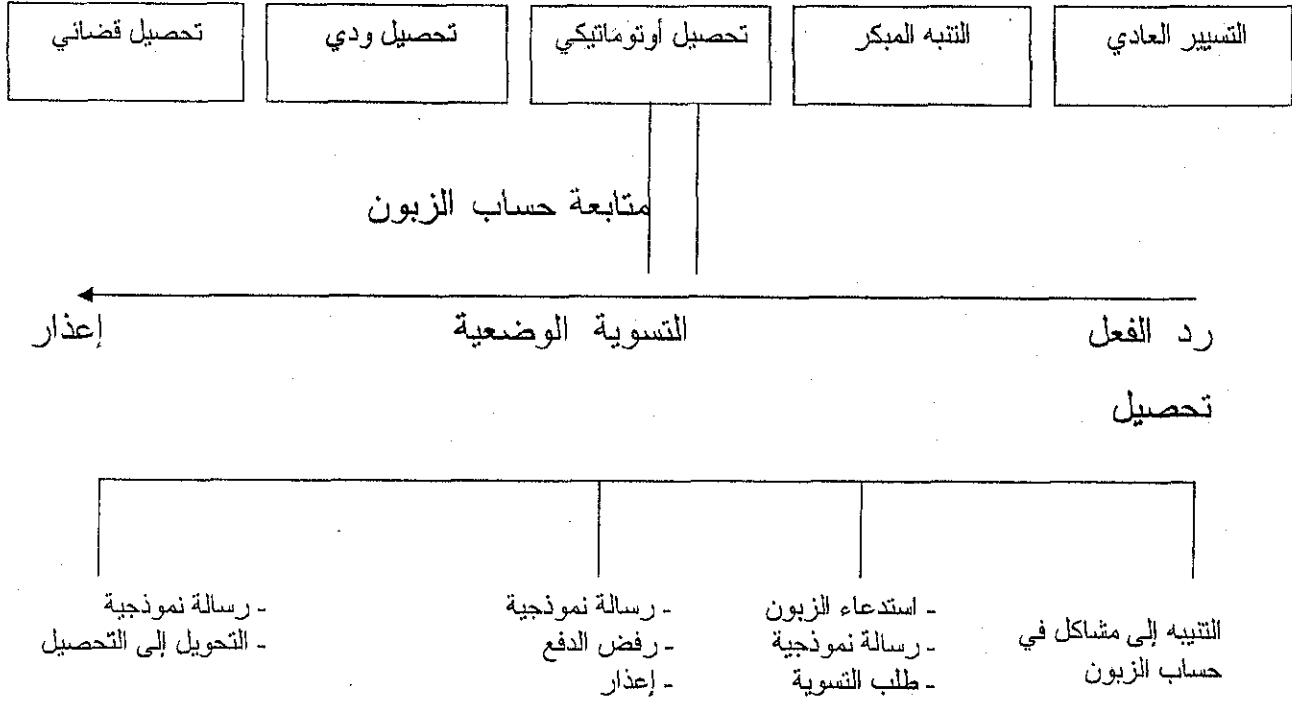 التسيير العادي
التنبه المبكر
تحصيل أوتوماتيكي
تحصيل ودي
تحصيل قضائي
متابعة حساب الزبون
رد الفعل
التسوية الوضعية
إعذار
تحصيل
التنبيه إلى مشاكل في
حساب الزبون
- استدعاء الزبون
- رسالة نموذجية
- طلب التسوية
- رسالة نموذجية
- رفض الدفع
- إعذار
- رسالة نموذجية
- التحويل إلى التحصيل